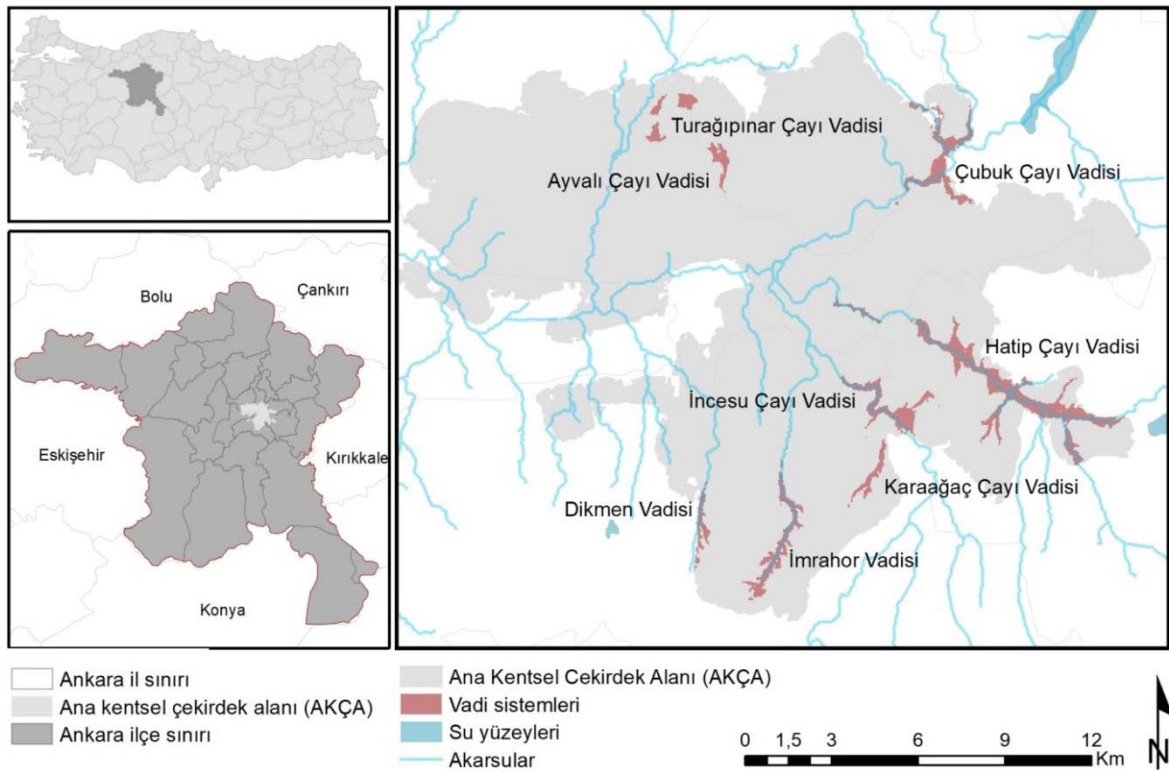 Bolu
Çankırı
Eskişehir
Kırıkkale
Konya
Turağıpınar Çayı Vadisi
Ayvalı Çayı Vadisi
Çubuk Çayı Vadisi
Hatip Çayı Vadisi
İncesu Çayı Vadisi
Karaağaç Çayı Vadisi
Dikmen Vadisi
İmrahor Vadisi
Ankara il sınırı
Ana kentsel çekirdek alanı (AKÇA)
Ankara ilçe sınırı
Ana Kentsel Cekirdek Alanı (AKÇA)
Vadi sistemleri
Su yüzeyleri
Akarsular
0 1,5 3 6 9 12
Km
N